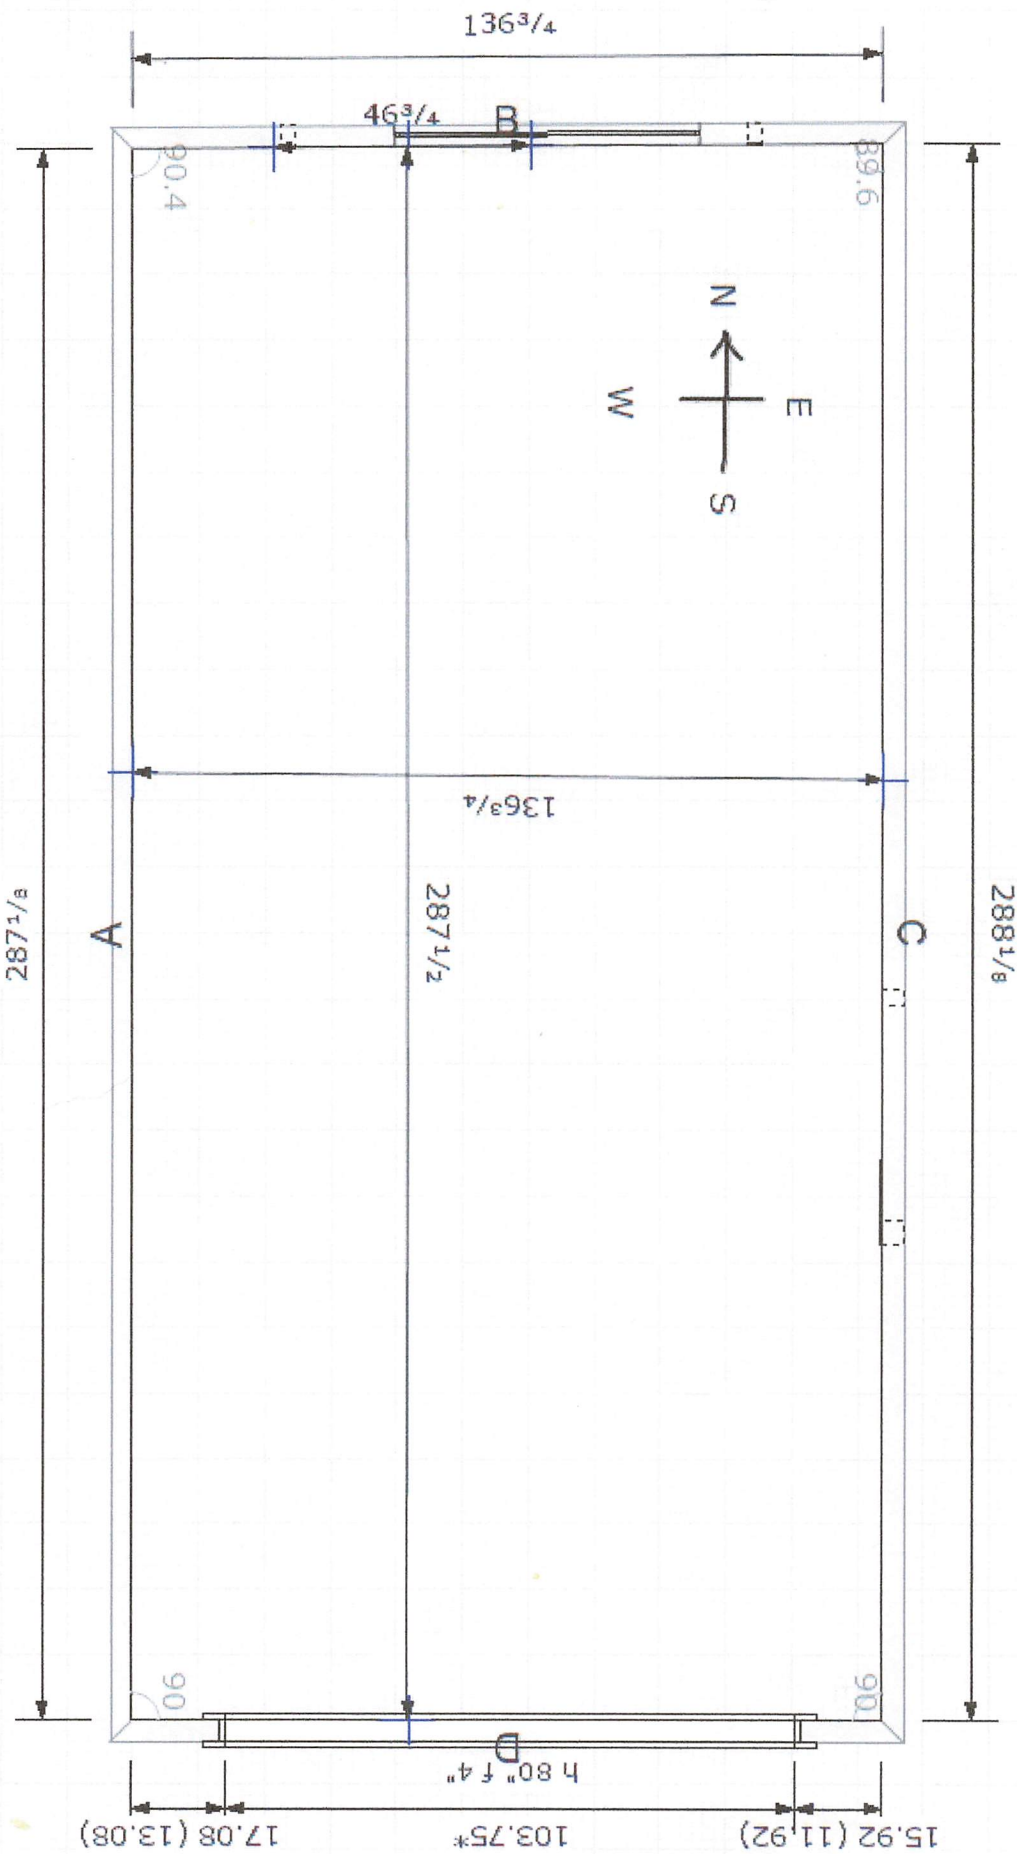 136³/₄
46³/₄
B
90.4
89.6
N
W
E
S
136³/₄
287¹/₈
A
287¹/₂
C
288¹/₈
90
90
D
h 80" f 4"
17.08 (13.08)
103.75*
15.92 (11.92)